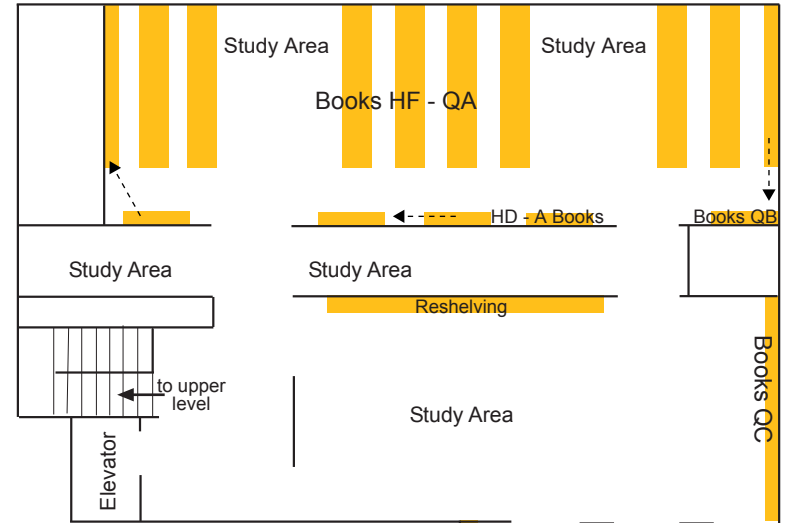 Study Area
Study Area
Books HF - QA
HD - A Books
Books QB
Study Area
Study Area
Reshelving
Books QC
to upper
level
Study Area
Elevator